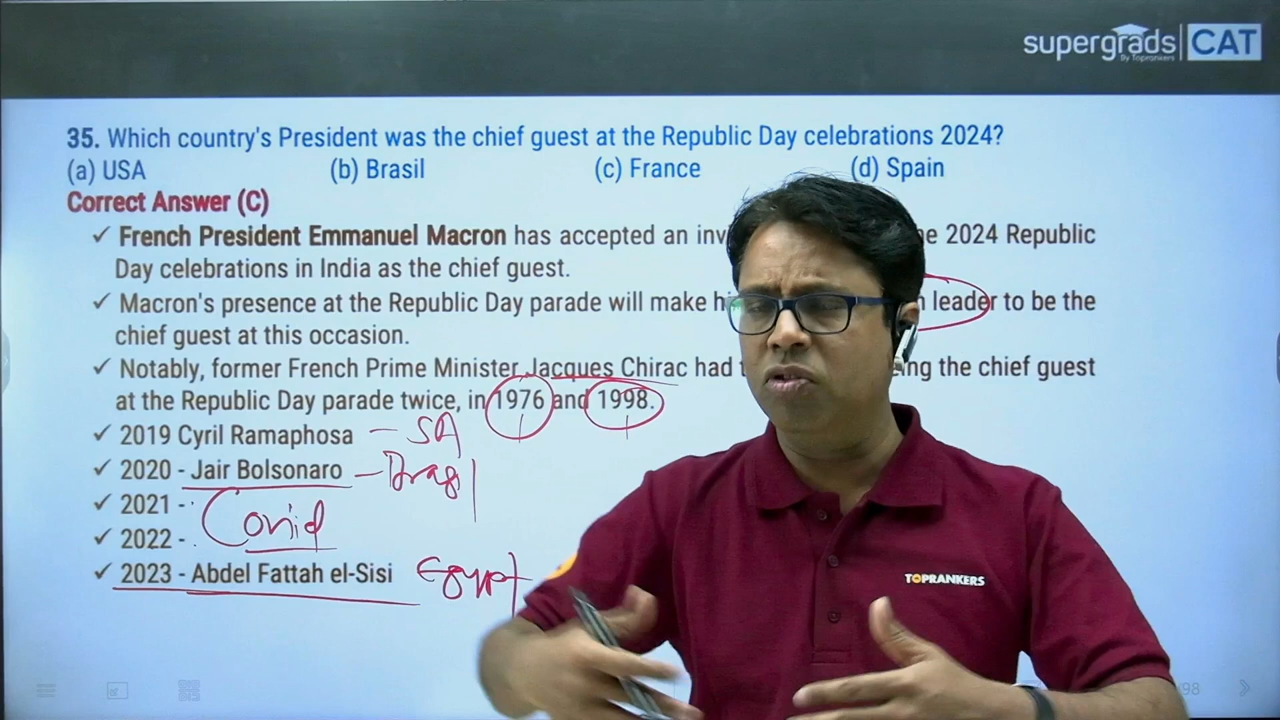 supergrads CAT
By Toprankers
35. Which country's President was the chief guest at the Republic Day celebrations 2024?
(a) USA (b) Brasil (c) France (d) Spain
Correct Answer (C)
✓ French President Emmanuel Macron has accepted an inv 2024 Republic
Day celebrations in India as the chief guest.
✓ Macron's presence at the Republic Day parade will make leader to be the
chief guest at this occasion.
✓ Notably, former French Prime Minister Jacques Chirac had the chief guest
at the Republic Day parade twice, in 1976 and 1998.
✓ 2019 Cyril Ramaphosa - SA
✓ 2020 - Jair Bolsonaro - Brasil
✓ 2021 -
Covid
✓ 2022 -
✓ 2023 - Abdel Fattah el-Sisi Egypt
TOPRANKERS
98